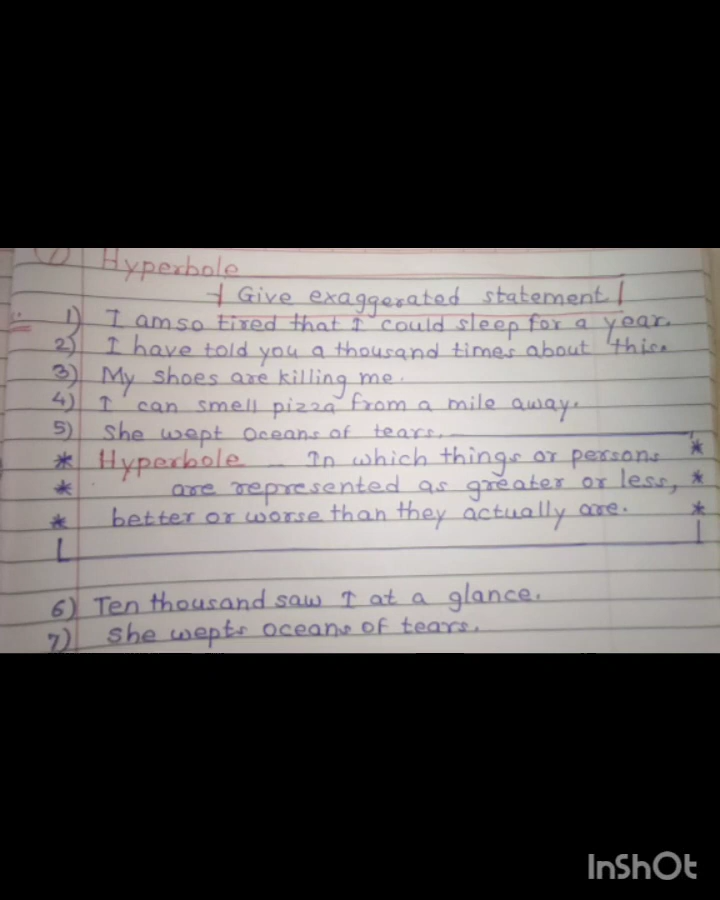 7) Hyperbole
Give exaggerated statement
1) I am so tired that I could sleep for a year.
2) I have told you a thousand times about this.
3) My shoes are killing me.
4) I can smell pizza from a mile away.
5) She wept oceans of tears.
* Hyperbole - In which things or persons *
* are represented as greater or less, *
* better or worse than they actually are. *
6) Ten thousand saw I at a glance.
7) She wepts oceans of tears.
InShOt